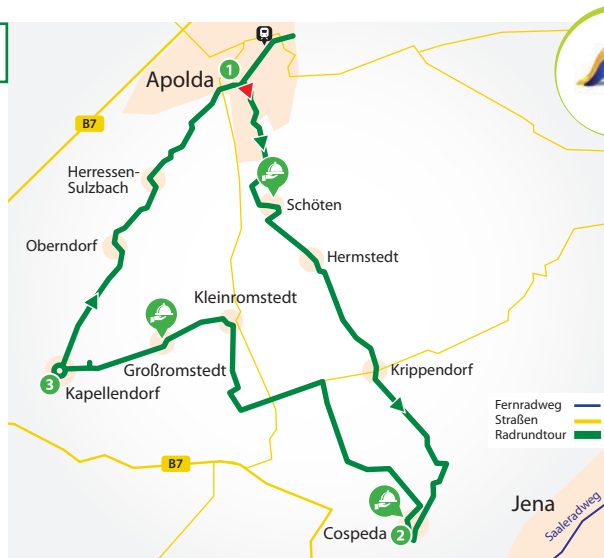 Apolda
1
B7
Herressen-
Sulzbach
Schöten
Oberndorf
Hermstedt
Kleinromstedt
Großromstedt
Krippendorf
3
Kapellendorf
Fernradweg
Straßen
Radrundtour
B7
Jena
Cospeda
2
Saaleradweg